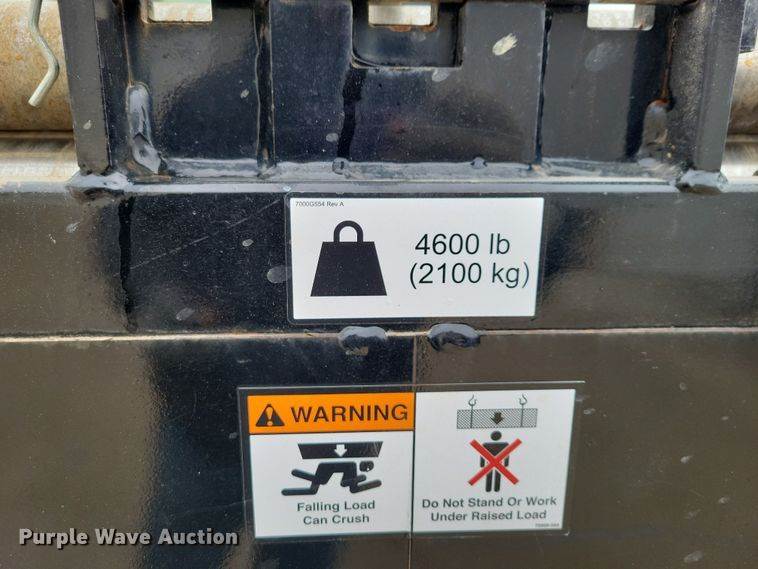 7000G554 Rev A
4600 lb
(2100 kg)
WARNING
Falling Load
Can Crush
Do Not Stand Or Work
Under Raised Load
Purple Wave Auction